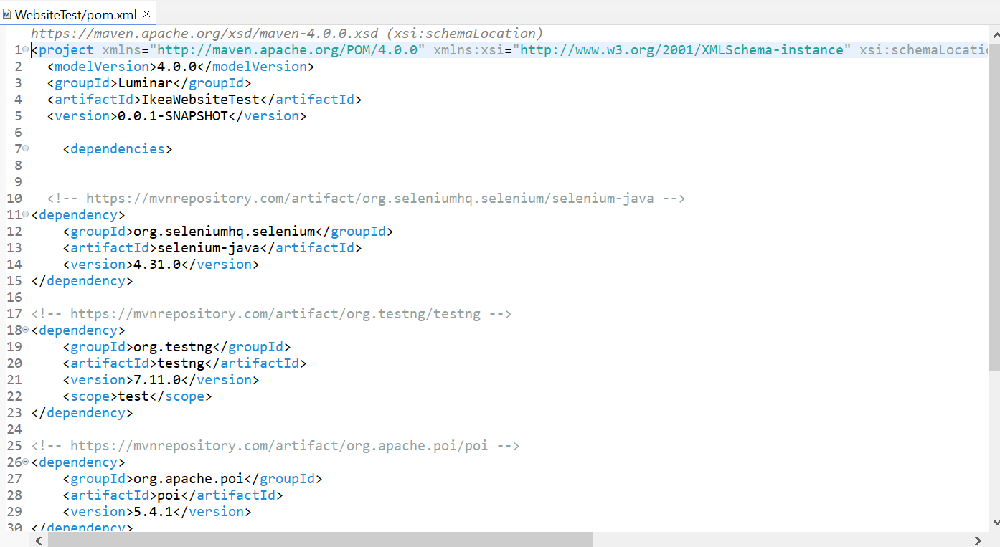 WebsiteTest/pom.xml ×
https://maven.apache.org/xsd/maven-4.0.0.xsd (xsi:schemaLocation)
1 <project xmlns="http://maven.apache.org/POM/4.0.0" xmlns:xsi="http://www.w3.org/2001/XMLSchema-instance" xsi:schemaLocati
2   <modelVersion>4.0.0</modelVersion>
3   <groupId>Luminar</groupId>
4   <artifactId>IkeaWebsiteTest</artifactId>
5   <version>0.0.1-SNAPSHOT</version>
6
7     <dependencies>
8
9
10   <!-- https://mvnrepository.com/artifact/org.seleniumhq.selenium/selenium-java -->
11 <dependency>
12     <groupId>org.seleniumhq.selenium</groupId>
13     <artifactId>selenium-java</artifactId>
14     <version>4.31.0</version>
15 </dependency>
16
17 <!-- https://mvnrepository.com/artifact/org.testng/testng -->
18 <dependency>
19     <groupId>org.testng</groupId>
20     <artifactId>testng</artifactId>
21     <version>7.11.0</version>
22     <scope>test</scope>
23 </dependency>
24
25 <!-- https://mvnrepository.com/artifact/org.apache.poi/poi -->
26 <dependency>
27     <groupId>org.apache.poi</groupId>
28     <artifactId>poi</artifactId>
29     <version>5.4.1</version>
30 </dependency>